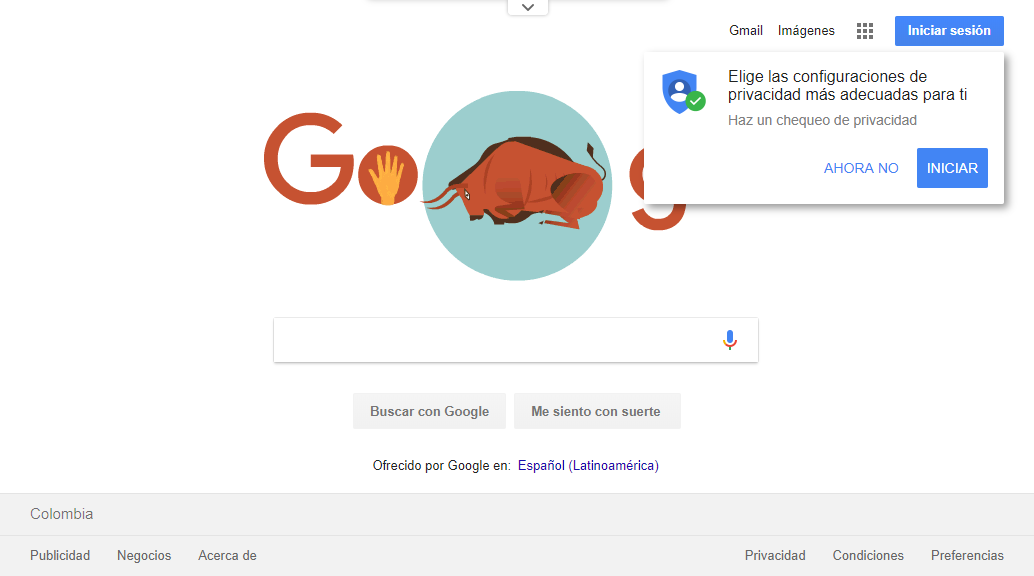 Gmail Imágenes Iniciar sesión
Elige las configuraciones de
privacidad más adecuadas para ti
Haz un chequeo de privacidad
AHORA NO INICIAR
Go g
Buscar con Google Me siento con suerte
Ofrecido por Google en: Español (Latinoamérica)
Colombia
Publicidad Negocios Acerca de Privacidad Condiciones Preferencias